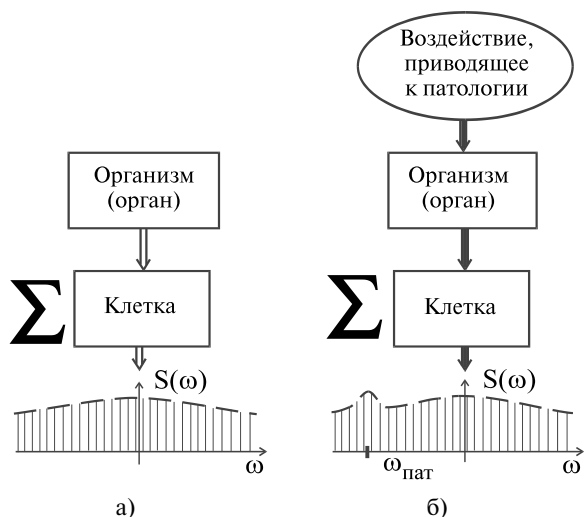 Воздействие,
приводящее
к патологии
Организм
(орган)
Организм
(орган)
Σ
Клетка
Σ
Клетка
S(ω)
S(ω)
ω
ω
ωпат
а)
б)